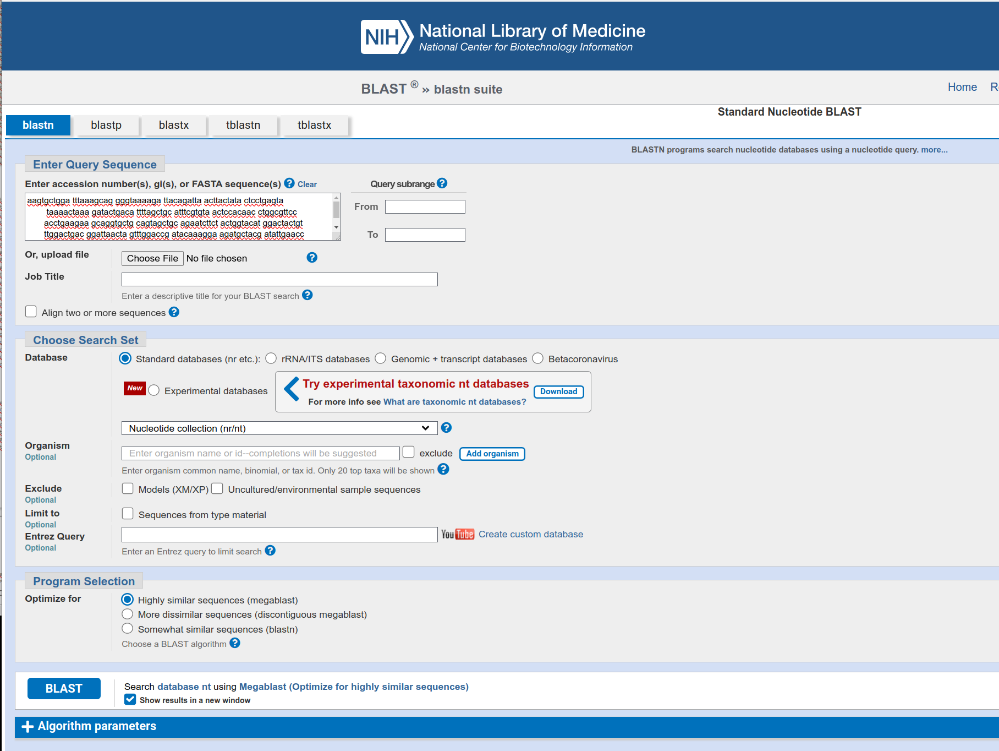 NIH National Library of Medicine
National Center for Biotechnology Information
BLAST ® » blastn suite
Home
Standard Nucleotide BLAST
blastn blastp blastx tblastn tblastx
BLASTN programs search nucleotide databases using a nucleotide query. more...
Enter Query Sequence
Enter accession number(s), gi(s), or FASTA sequence(s) ? Clear
Query subrange ?
aagtgctgga tttaaagcag gggtaaaaga ttacagatta acttactata ctcctgagta
taaaactaaa gatactgaca ttttagctgc atttcgtgta actccacaac ctggcgttcc
acctgaagaa gcaggtgctg cagtagctgc agaatcttct actggtacat ggactactgt
ttggactgac ggattaacta gtttggaccg atacaaagga agatgctacg atattgaacc
From
To
Or, upload file Choose File No file chosen ?
Job Title
Enter a descriptive title for your BLAST search ?
Align two or more sequences ?
Choose Search Set
Database Standard databases (nr etc.): rRNA/ITS databases Genomic + transcript databases Betacoronavirus
New Experimental databases
Try experimental taxonomic nt databases
For more info see What are taxonomic nt databases?
Download
Nucleotide collection (nr/nt) ?
Organism
Optional
Enter organism name or id--completions will be suggested exclude Add organism
Enter organism common name, binomial, or tax id. Only 20 top taxa will be shown ?
Exclude
Optional
Models (XM/XP) Uncultured/environmental sample sequences
Limit to
Optional
Sequences from type material
Entrez Query
Optional
YouTube Create custom database
Enter an Entrez query to limit search ?
Program Selection
Optimize for
Highly similar sequences (megablast)
More dissimilar sequences (discontiguous megablast)
Somewhat similar sequences (blastn)
Choose a BLAST algorithm ?
BLAST
Search database nt using Megablast (Optimize for highly similar sequences)
Show results in a new window
Algorithm parameters